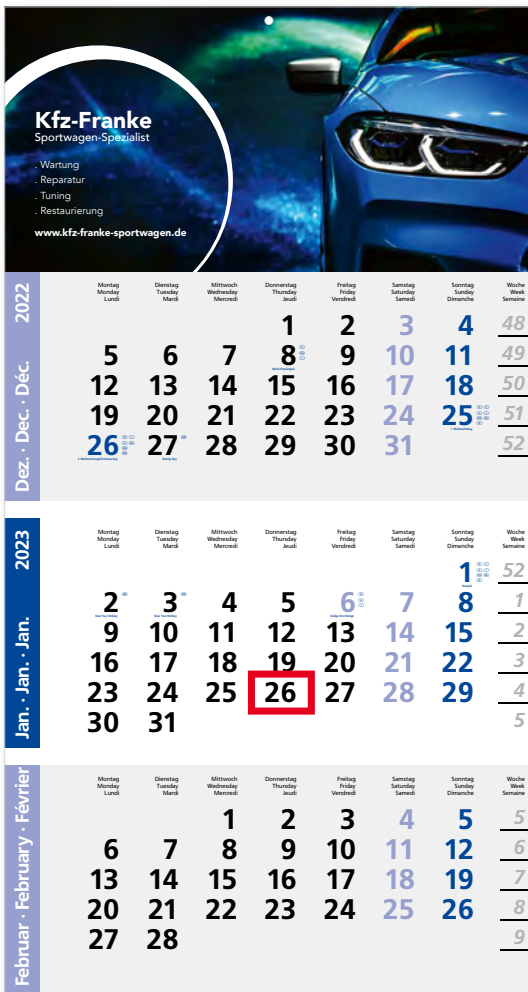 Kfz-Franke
Sportwagen-Spezialist
. Wartung
. Reparatur
. Tuning
. Restaurierung
www.kfz-franke-sportwagen.de
Dez. · Dec. · Déc. 2022
Montag Dienstag Mittwoch Donnerstag Freitag Samstag Sonntag Woche
Monday Tuesday Wednesday Thursday Friday Saturday Sunday Week
Lundi Mardi Mercredi Jeudi Vendredi Samedi Dimanche Semaine
1 2 3 4 48
5 6 7 8 9 10 11 49
12 13 14 15 16 17 18 50
19 20 21 22 23 24 25 51
26 27 28 29 30 31 52
Jan. · Jan. · Jan. 2023
Montag Dienstag Mittwoch Donnerstag Freitag Samstag Sonntag Woche
Monday Tuesday Wednesday Thursday Friday Saturday Sunday Week
Lundi Mardi Mercredi Jeudi Vendredi Samedi Dimanche Semaine
1 52
2 3 4 5 6 7 8 1
9 10 11 12 13 14 15 2
16 17 18 19 20 21 22 3
23 24 25 26 27 28 29 4
30 31 5
Februar · February · Février
Montag Dienstag Mittwoch Donnerstag Freitag Samstag Sonntag Woche
Monday Tuesday Wednesday Thursday Friday Saturday Sunday Week
Lundi Mardi Mercredi Jeudi Vendredi Samedi Dimanche Semaine
1 2 3 4 5 5
6 7 8 9 10 11 12 6
13 14 15 16 17 18 19 7
20 21 22 23 24 25 26 8
27 28 9